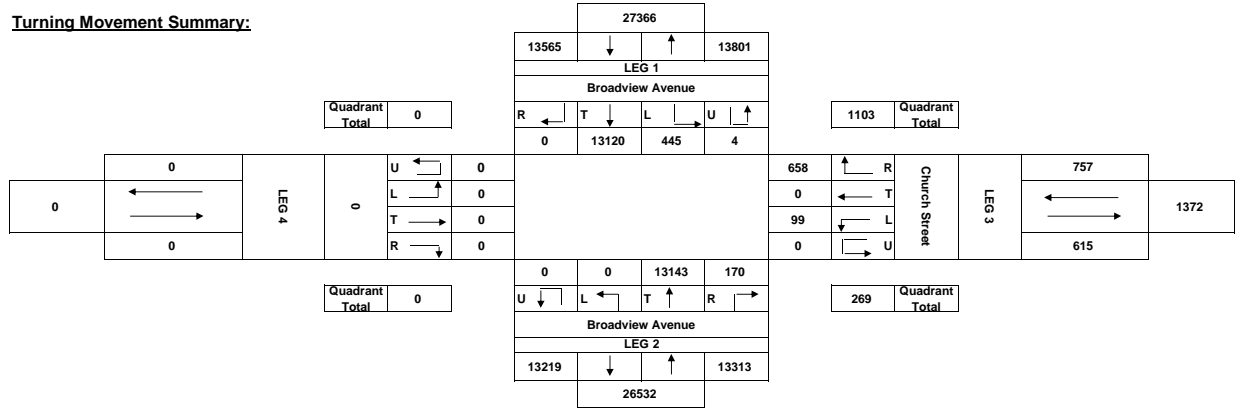 Turning Movement Summary:
27366
13565 13801
LEG 1
Broadview Avenue
Quadrant Total 0
R T L U
1103 Quadrant Total
0 13120 445 4
0 U 0 658 R 757
0 LEG 4 0 L 0 0 T Church Street LEG 3 1372
T 0 99 L
0 R 0 0 U 615
0 0 13143 170
Quadrant Total 0
U L T R
269 Quadrant Total
Broadview Avenue
LEG 2
13219 13313
26532